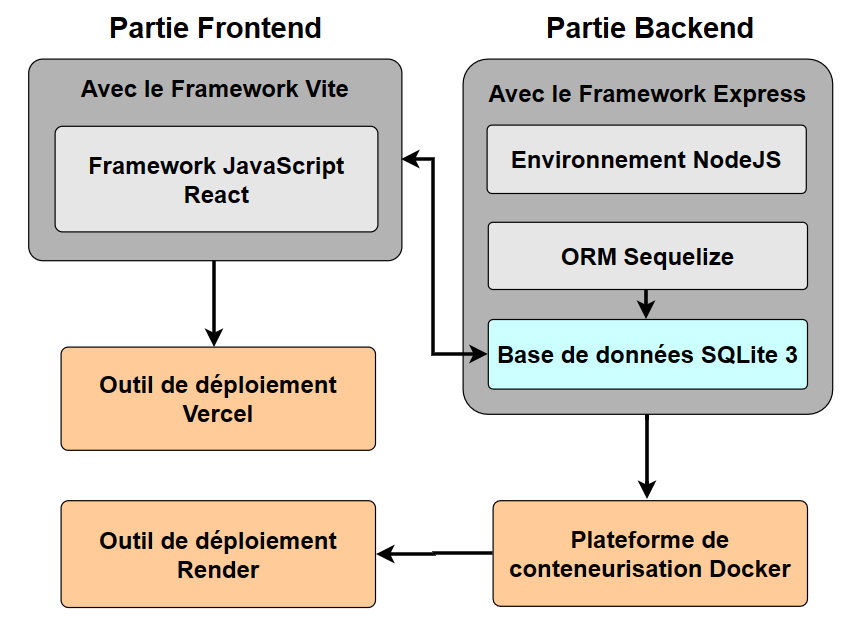 Partie Frontend
Avec le Framework Vite
Framework JavaScript
React
Outil de déploiement
Vercel
Outil de déploiement
Render
Partie Backend
Avec le Framework Express
Environnement NodeJS
ORM Sequelize
Base de données SQLite 3
Plateforme de
conteneurisation Docker